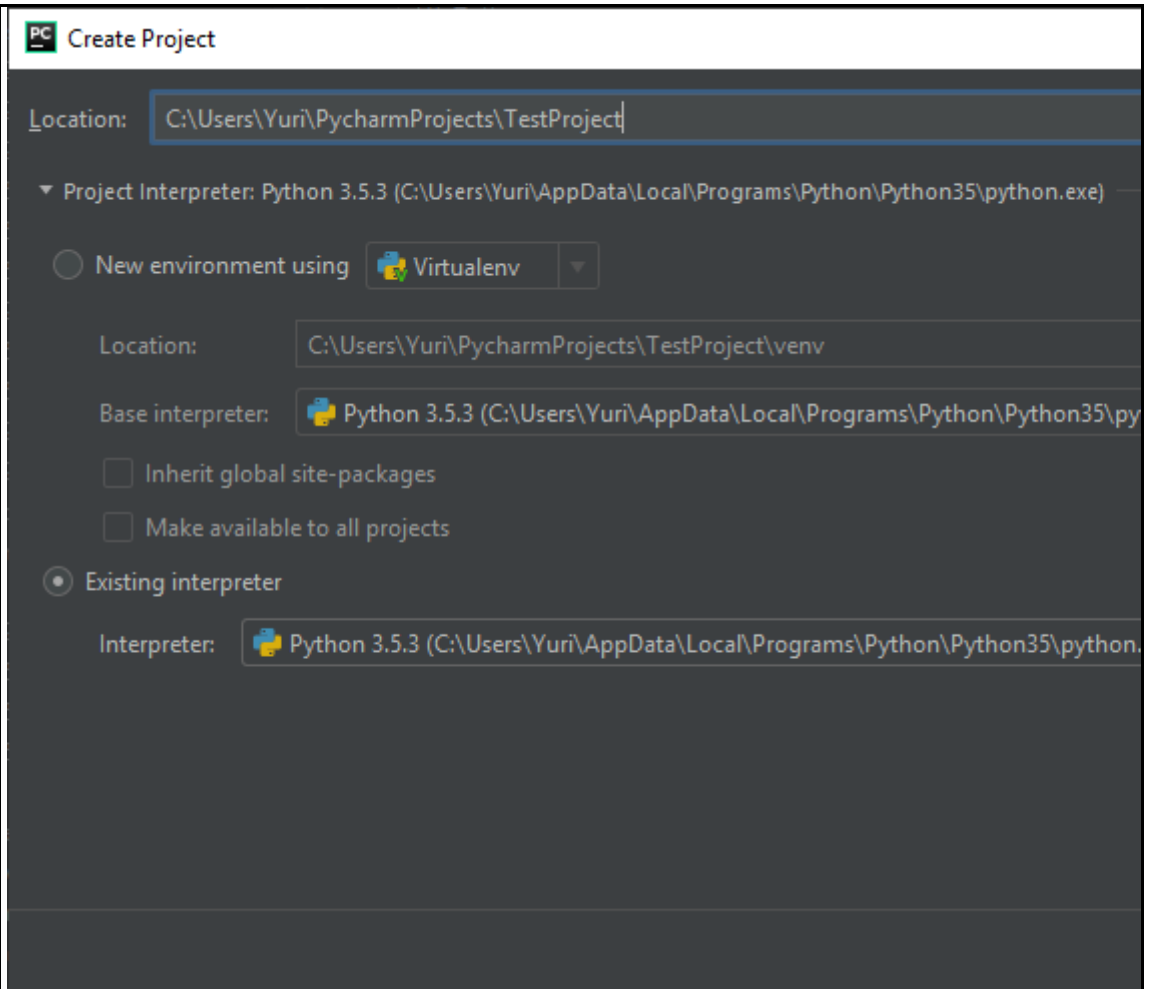 PC Create Project
Location: C:\Users\Yuri\PycharmProjects\TestProject
Project Interpreter: Python 3.5.3 (C:\Users\Yuri\AppData\Local\Programs\Python\Python35\python.exe)
New environment using Virtualenv
Location: C:\Users\Yuri\PycharmProjects\TestProject\venv
Base interpreter: Python 3.5.3 (C:\Users\Yuri\AppData\Local\Programs\Python\Python35\py
Inherit global site-packages
Make available to all projects
Existing interpreter
Interpreter: Python 3.5.3 (C:\Users\Yuri\AppData\Local\Programs\Python\Python35\python.